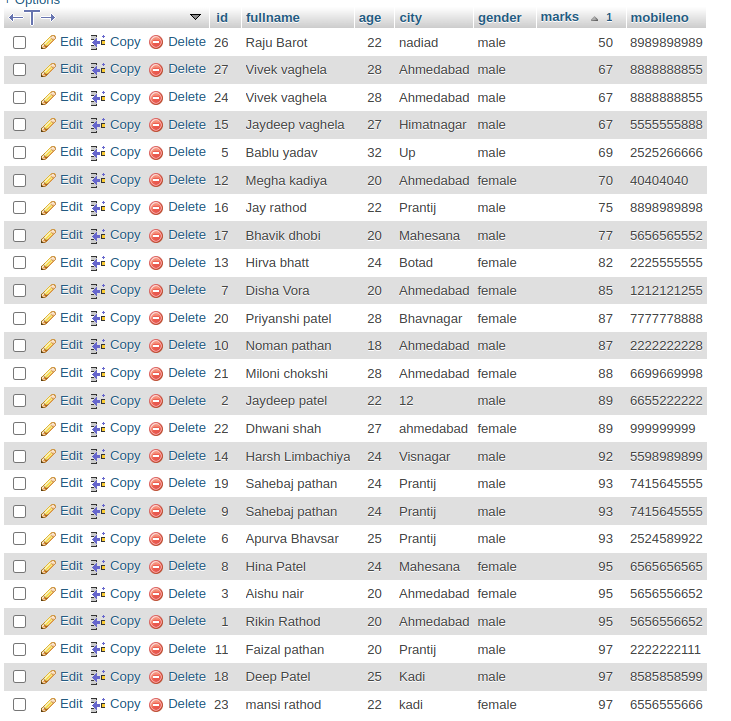 + Options
←T→ id fullname age city gender marks 1 mobileno
Edit Copy Delete 26 Raju Barot 22 nadiad male 50 8989898989
Edit Copy Delete 27 Vivek vaghela 28 Ahmedabad male 67 8888888855
Edit Copy Delete 24 Vivek vaghela 28 Ahmedabad male 67 8888888855
Edit Copy Delete 15 Jaydeep vaghela 27 Himatnagar male 67 5555555888
Edit Copy Delete 5 Bablu yadav 32 Up male 69 2525266666
Edit Copy Delete 12 Megha kadiya 20 Ahmedabad female 70 40404040
Edit Copy Delete 16 Jay rathod 22 Prantij male 75 8898989898
Edit Copy Delete 17 Bhavik dhobi 20 Mahesana male 77 5656565552
Edit Copy Delete 13 Hirva bhatt 24 Botad female 82 2225555555
Edit Copy Delete 7 Disha Vora 20 Ahmedabad female 85 1212121255
Edit Copy Delete 20 Priyanshi patel 28 Bhavnagar female 87 7777778888
Edit Copy Delete 10 Noman pathan 18 Ahmedabad male 87 2222222228
Edit Copy Delete 21 Miloni chokshi 28 Ahmedabad female 88 6699669998
Edit Copy Delete 2 Jaydeep patel 22 12 male 89 6655222222
Edit Copy Delete 22 Dhwani shah 27 ahmedabad female 89 999999999
Edit Copy Delete 14 Harsh Limbachiya 24 Visnagar male 92 5598989899
Edit Copy Delete 19 Sahebaj pathan 24 Prantij male 93 7415645555
Edit Copy Delete 9 Sahebaj pathan 24 Prantij male 93 7415645555
Edit Copy Delete 6 Apurva Bhavsar 25 Prantij male 93 2524589922
Edit Copy Delete 8 Hina Patel 24 Mahesana female 95 6565656565
Edit Copy Delete 3 Aishu nair 20 Ahmedabad female 95 5656556652
Edit Copy Delete 1 Rikin Rathod 20 Ahmedabad male 95 5656556652
Edit Copy Delete 11 Faizal pathan 20 Prantij male 97 2222222111
Edit Copy Delete 18 Deep Patel 25 Kadi male 97 8585858599
Edit Copy Delete 23 mansi rathod 22 kadi female 97 6556555666